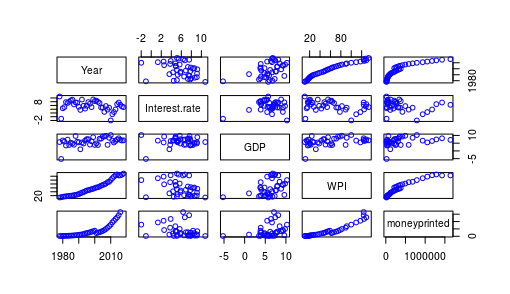 -2 2 6 10 20 80
Year 1980
8 -2 Interest.rate
GDP 10 -5
20 WPI
moneyprinted 0
1980 2010 -5 0 5 10 0 1000000